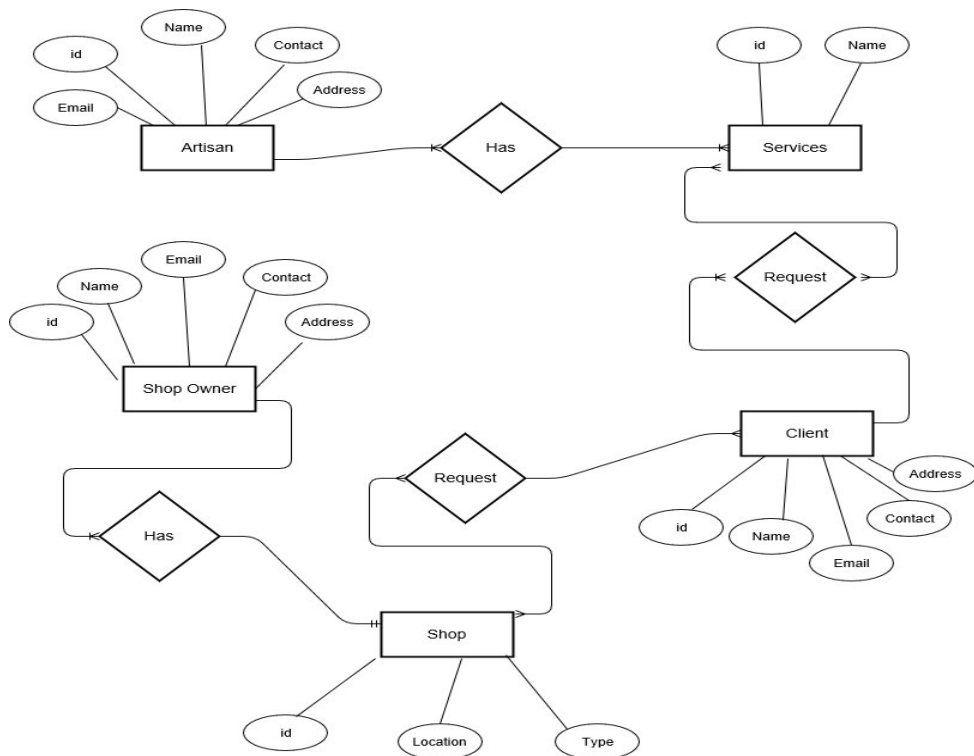 Name
Contact
id
Address
Email
Artisan
Has
id
Name
Services
Email
Name
Contact
id
Address
Shop Owner
Request
Request
Client
Address
id
Name
Contact
Email
Has
Shop
id
Location
Type